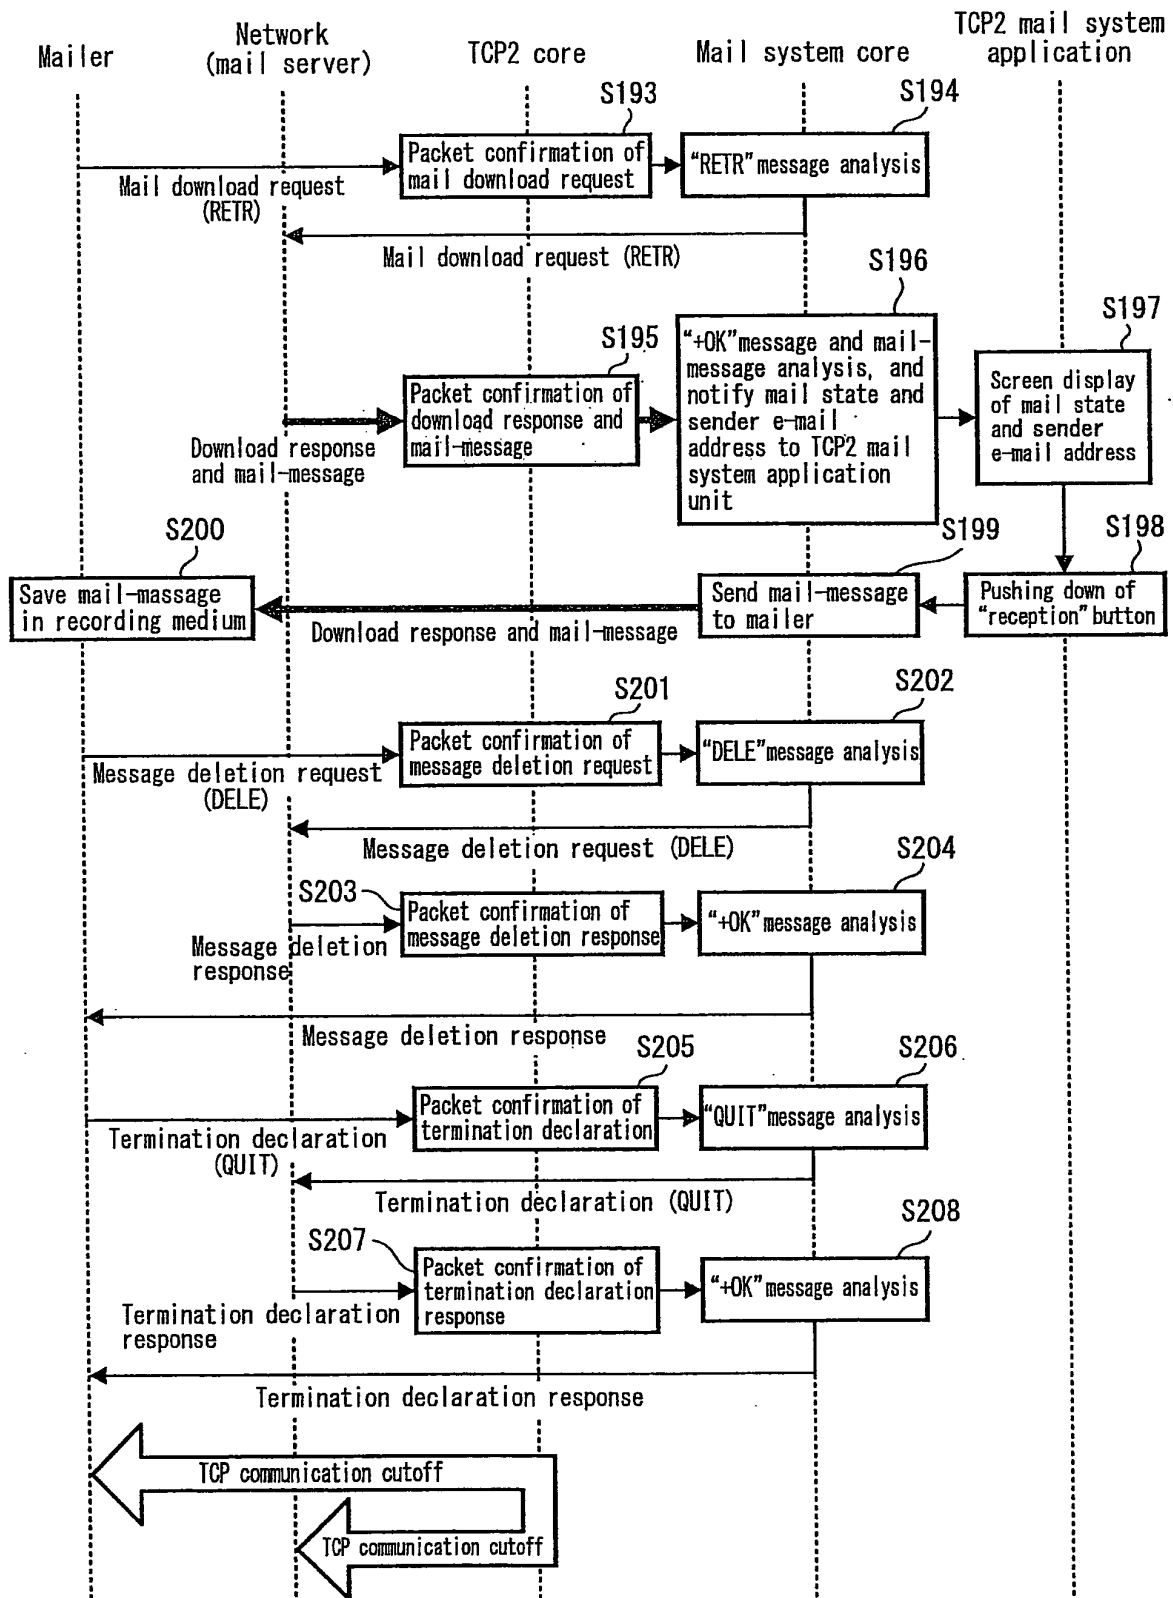 Mailer
Network
(mail server)
TCP2 core
Mail system core
TCP2 mail system
application
S193
S194
Packet confirmation of
mail download request
“RETR” message analysis
Mail download request
(RETR)
Mail download request (RETR)
S196
S197
S195
“+OK” message and mail-
message analysis, and
notify mail state and
sender e-mail
address to TCP2 mail
system application
unit
Packet confirmation of
download response and
mail-message
Screen display
of mail state
and sender
e-mail address
Download response
and mail-message
S200
S199
S198
Save mail-massage
in recording medium
Send mail-message
to mailer
Pushing down of
“reception” button
Download response and mail-message
S201
S202
Packet confirmation of
message deletion request
“DELE” message analysis
Message deletion request
(DELE)
Message deletion request (DELE)
S203
S204
Packet confirmation of
message deletion response
“+OK” message analysis
Message deletion
response
Message deletion response
S205
S206
Packet confirmation of
termination declaration
“QUIT” message analysis
Termination declaration
(QUIT)
Termination declaration (QUIT)
S207
S208
Packet confirmation of
termination declaration
response
“+OK” message analysis
Termination declaration
response
Termination declaration response
TCP communication cutoff
TCP communication cutoff